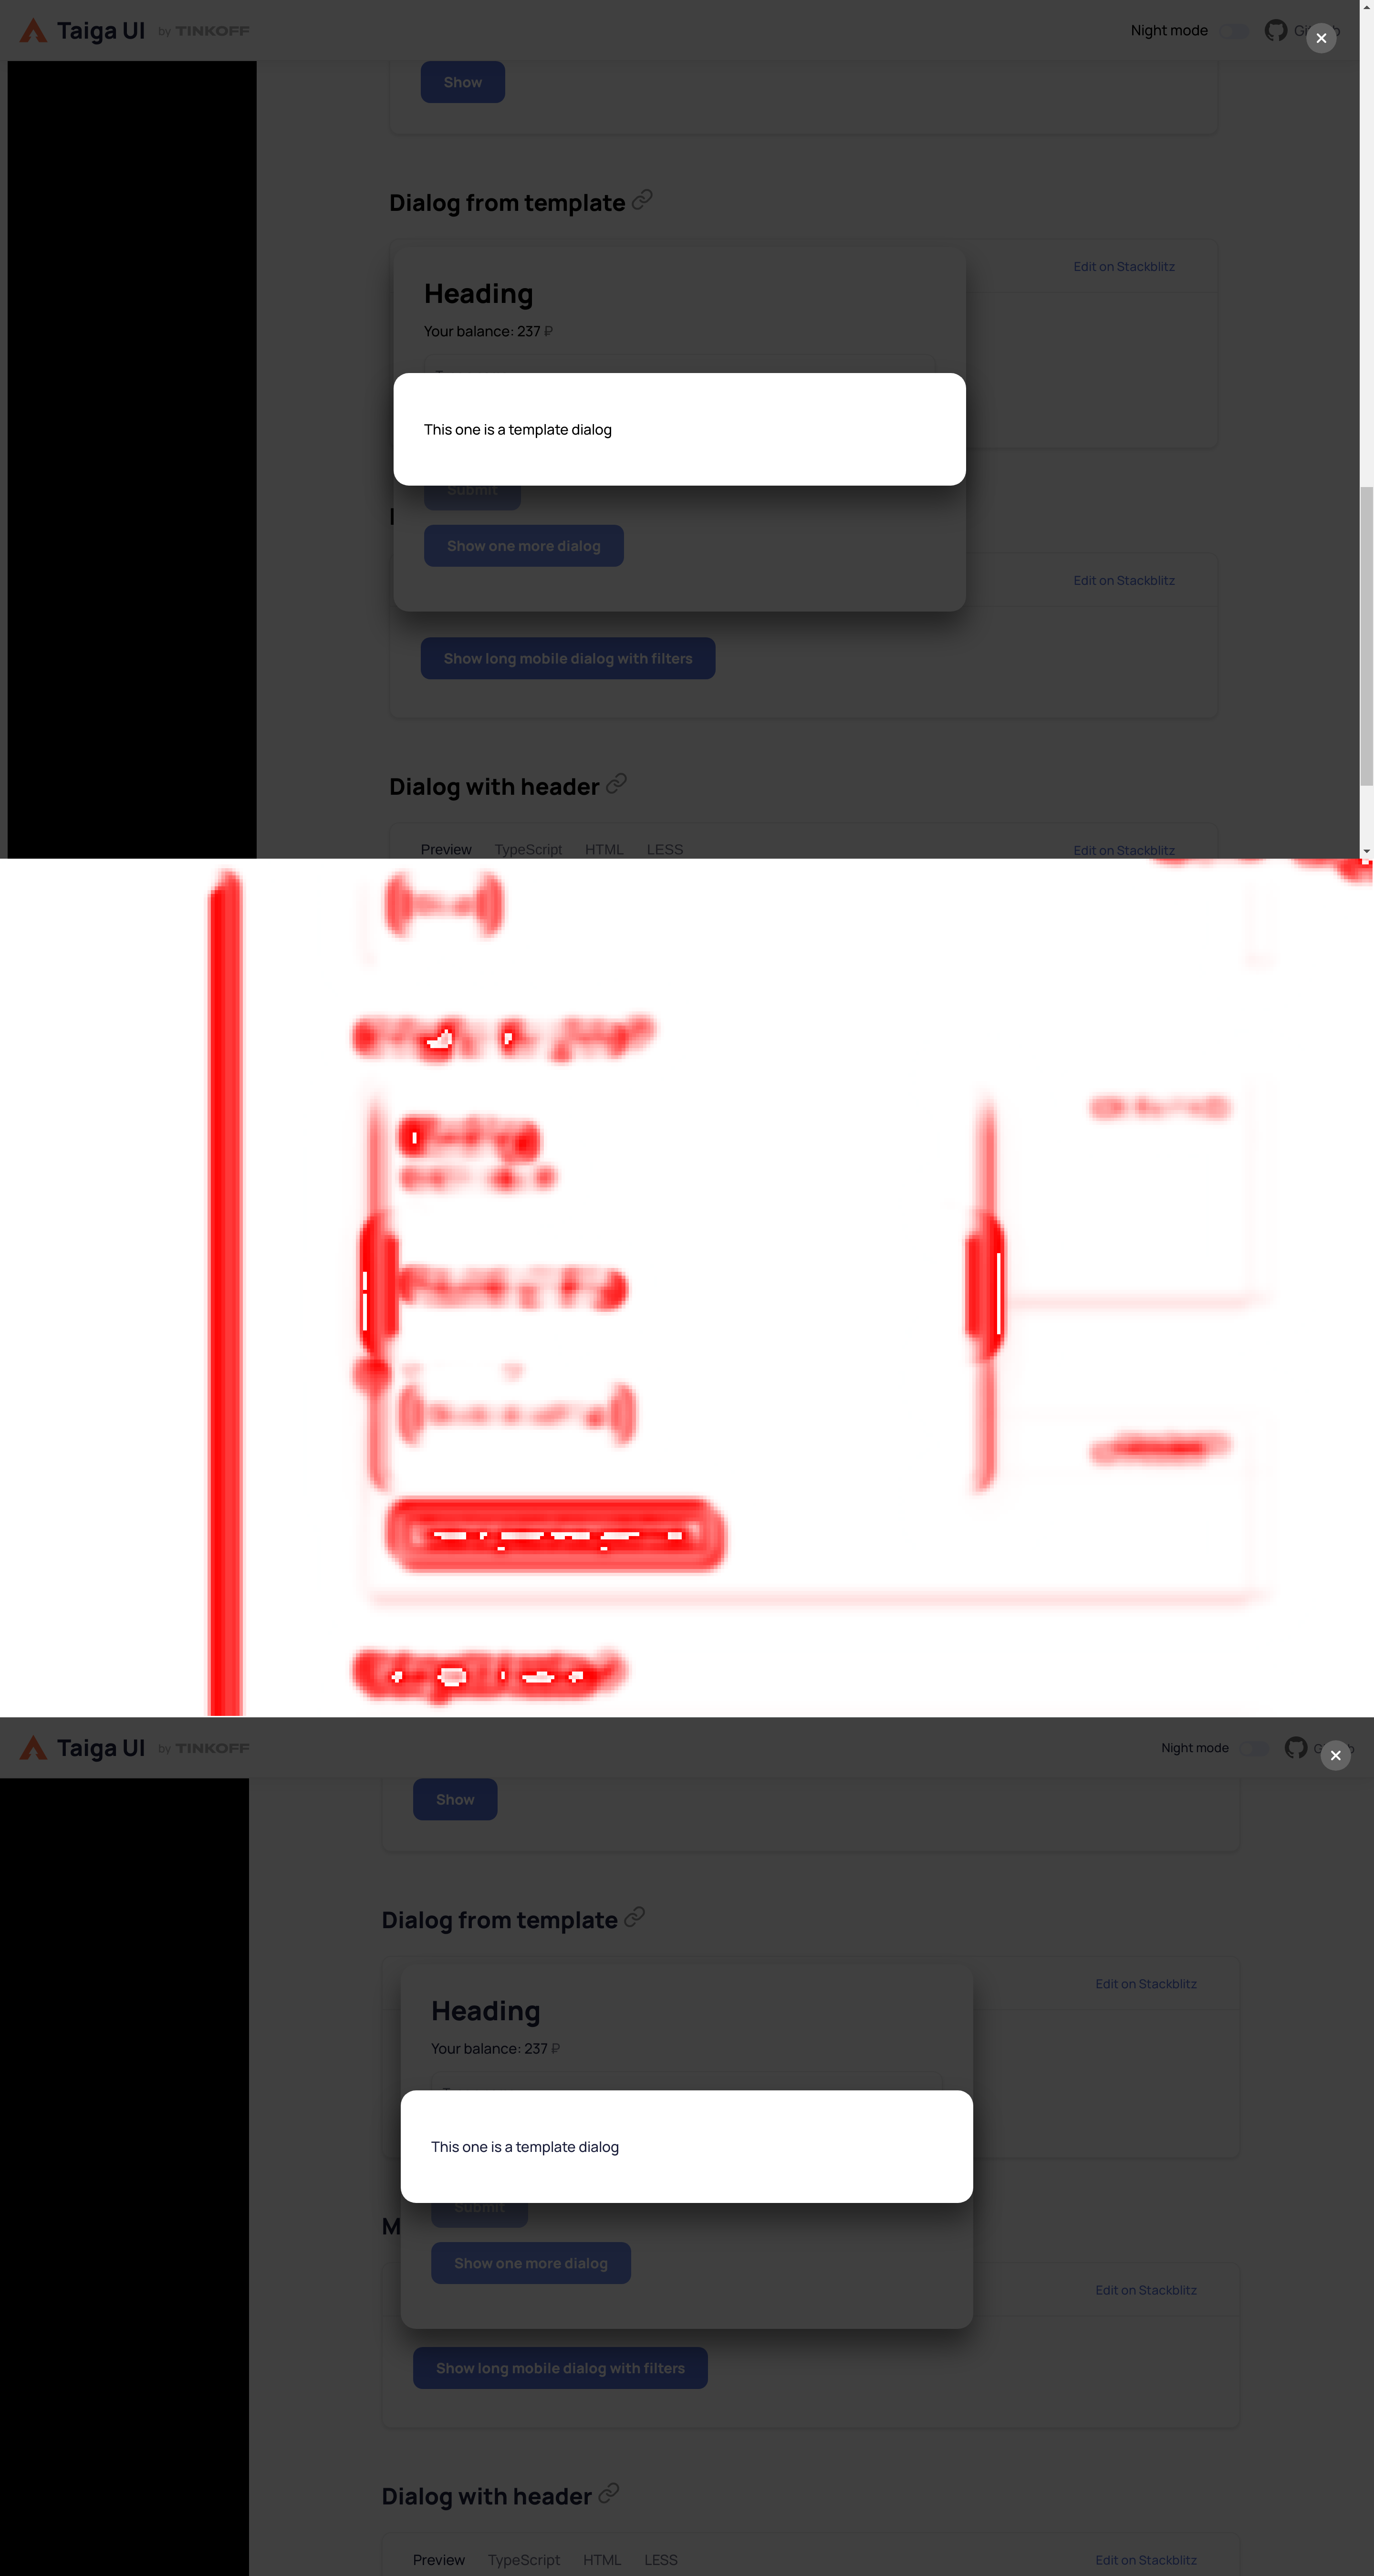 Taiga UI by TINKOFF Night mode
Show
Dialog from template
Edit on Stackblitz
Heading
Your balance: 237 ₽
This one is a template dialog
Submit
Show one more dialog
Edit on Stackblitz
Show long mobile dialog with filters
Dialog with header
Preview TypeScript HTML LESS Edit on Stackblitz
Taiga UI by TINKOFF Night mode
Show
Dialog from template
Edit on Stackblitz
Heading
Your balance: 237 ₽
This one is a template dialog
Submit
M
Show one more dialog
Edit on Stackblitz
Show long mobile dialog with filters
Dialog with header
Preview TypeScript HTML LESS Edit on Stackblitz